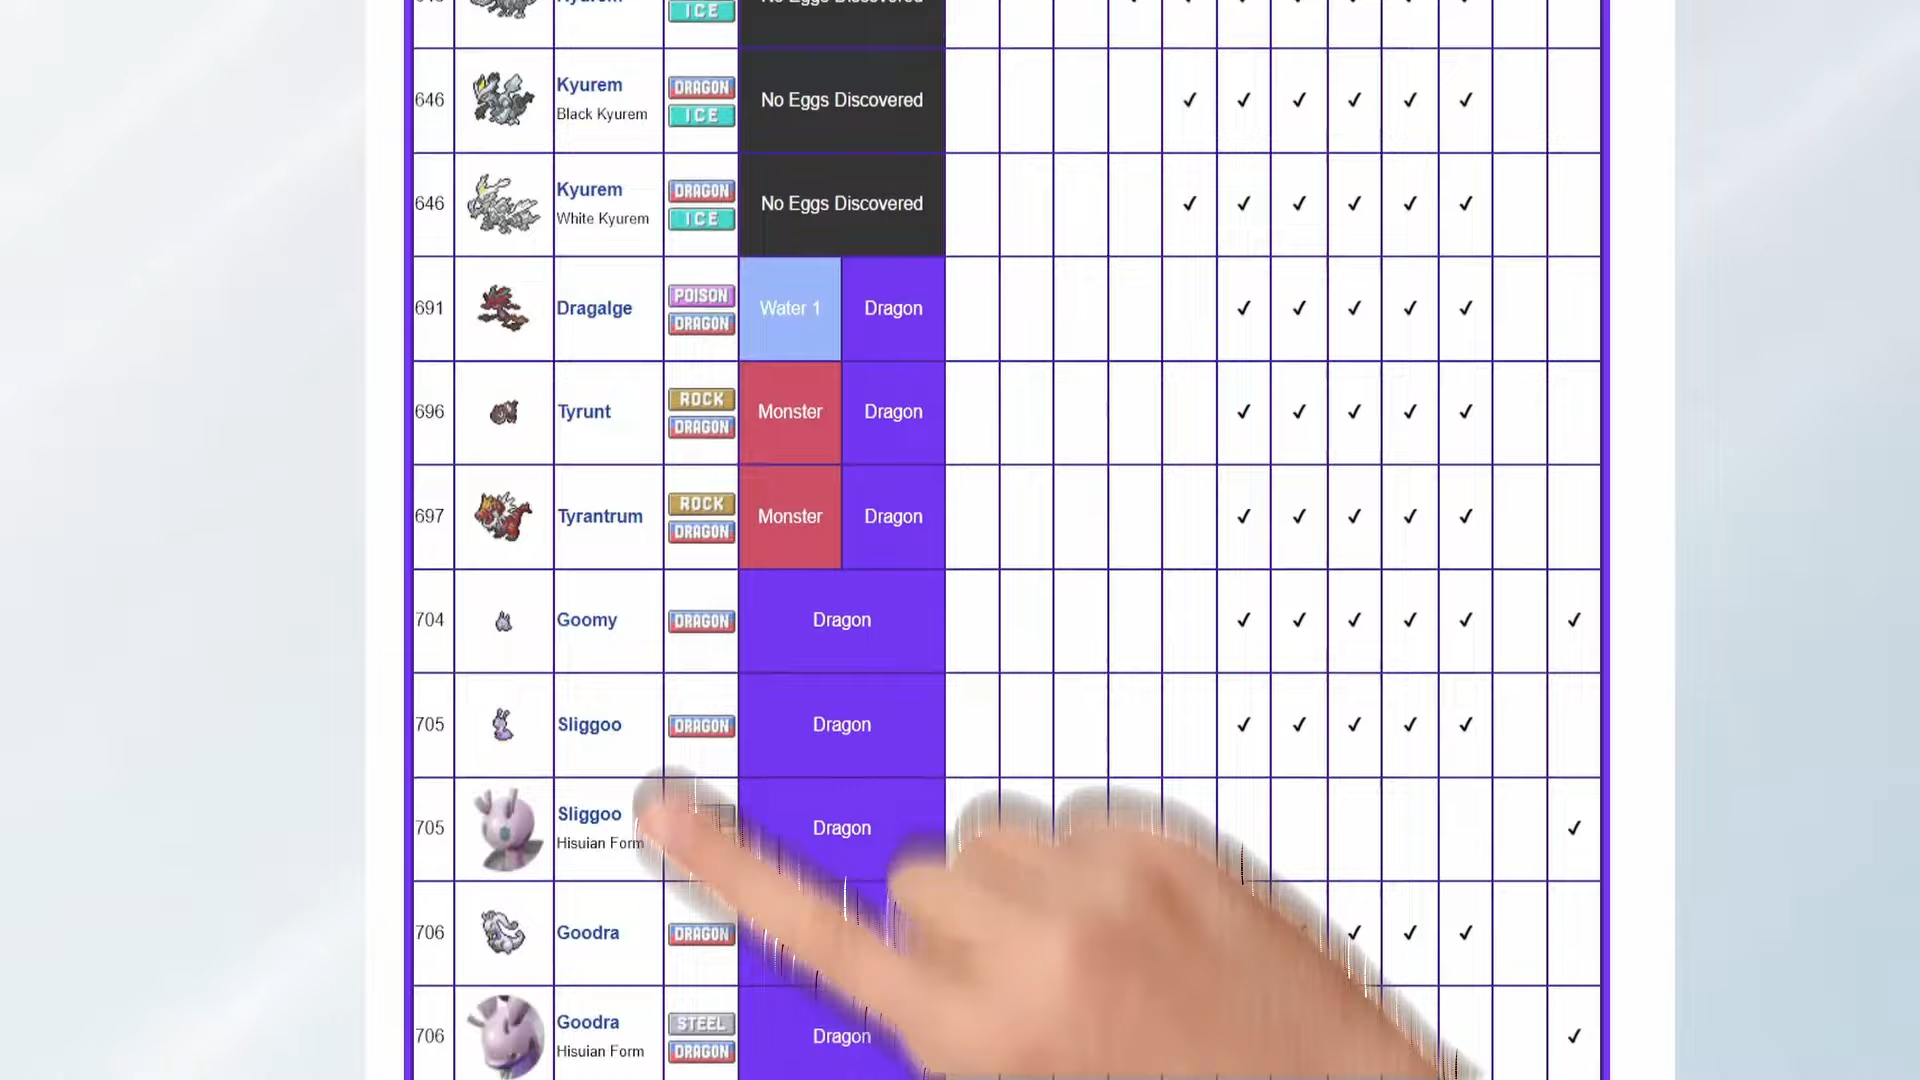 Kyurem
ICE
No Eggs Discovered
646
Kyurem
Black Kyurem
DRAGON
ICE
No Eggs Discovered
✓ ✓ ✓ ✓ ✓ ✓
646
Kyurem
White Kyurem
DRAGON
ICE
No Eggs Discovered
✓ ✓ ✓ ✓ ✓ ✓
691
Dragalge
POISON
DRAGON
Water 1
Dragon
✓ ✓ ✓ ✓ ✓
696
Tyrunt
ROCK
DRAGON
Monster
Dragon
✓ ✓ ✓ ✓ ✓
697
Tyrantrum
ROCK
DRAGON
Monster
Dragon
✓ ✓ ✓ ✓ ✓
704
Goomy
DRAGON
Dragon
✓ ✓ ✓ ✓ ✓ ✓
705
Sliggoo
DRAGON
Dragon
✓ ✓ ✓ ✓ ✓
705
Sliggoo
Hisuian Form
Dragon
✓
706
Goodra
DRAGON
✓ ✓ ✓
706
Goodra
Hisuian Form
STEEL
DRAGON
Dragon
✓